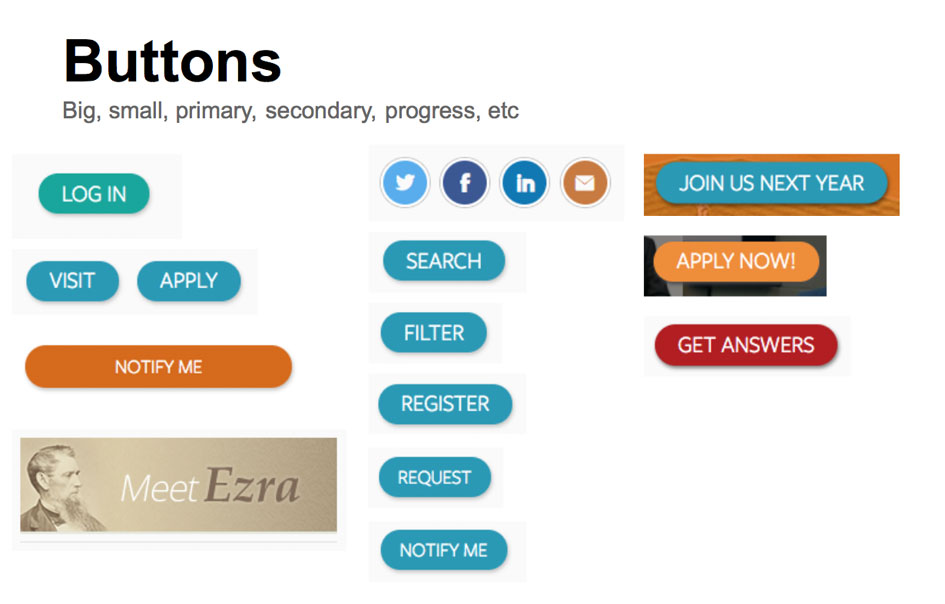 Buttons
Big, small, primary, secondary, progress, etc
LOG IN
VISIT
APPLY
NOTIFY ME
Meet Ezra
f
in
SEARCH
FILTER
REGISTER
REQUEST
NOTIFY ME
JOIN US NEXT YEAR
APPLY NOW!
GET ANSWERS